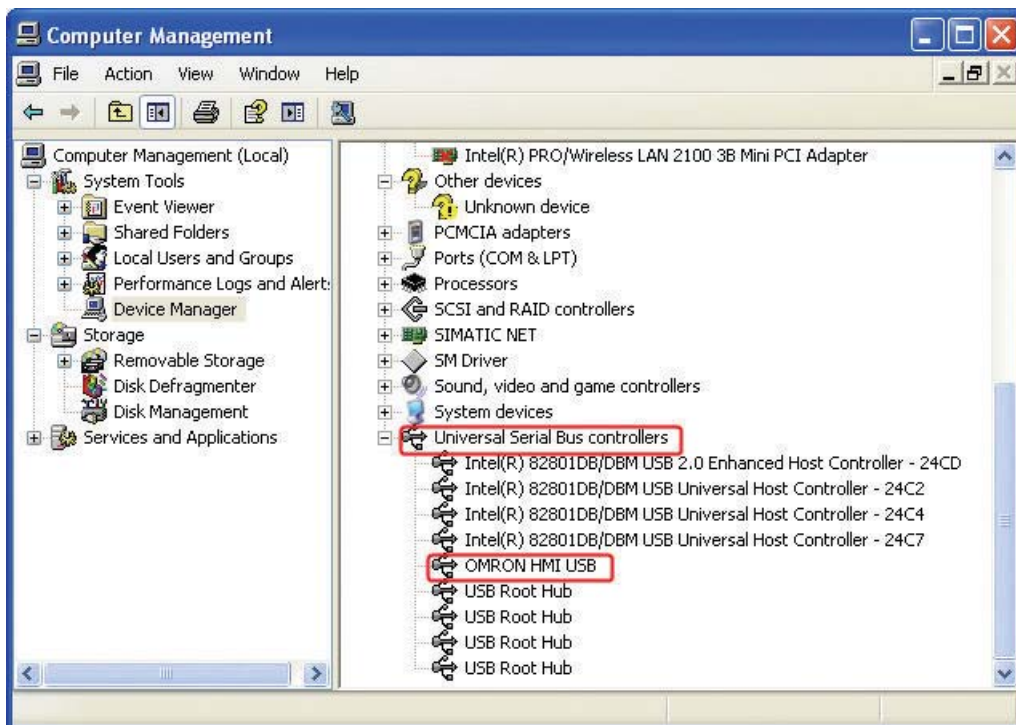 Computer Management
File Action View Window Help
Computer Management (Local)
System Tools
Event Viewer
Shared Folders
Local Users and Groups
Performance Logs and Alert:
Device Manager
Storage
Removable Storage
Disk Defragmenter
Disk Management
Services and Applications
Intel(R) PRO/Wireless LAN 2100 3B Mini PCI Adapter
Other devices
Unknown device
PCMCIA adapters
Ports (COM & LPT)
Processors
SCSI and RAID controllers
SIMATIC NET
SM Driver
Sound, video and game controllers
System devices
Universal Serial Bus controllers
Intel(R) 82801DB/DBM USB 2.0 Enhanced Host Controller - 24CD
Intel(R) 82801DB/DBM USB Universal Host Controller - 24C2
Intel(R) 82801DB/DBM USB Universal Host Controller - 24C4
Intel(R) 82801DB/DBM USB Universal Host Controller - 24C7
OMRON HMI USB
USB Root Hub
USB Root Hub
USB Root Hub
USB Root Hub